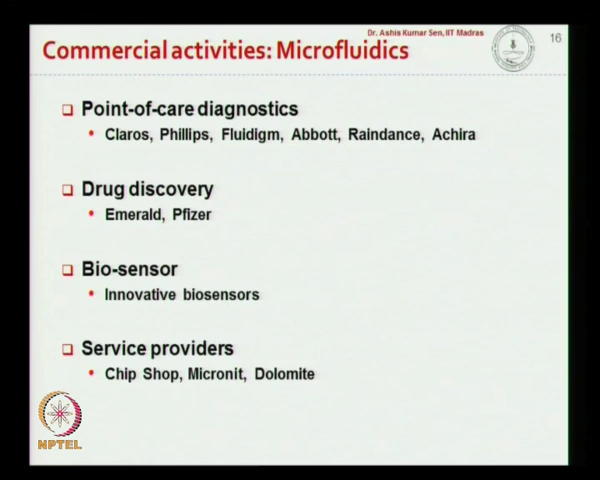 Dr. Ashis Kumar Sen, IIT Madras
16
Commercial activities: Microfluidics
Point-of-care diagnostics
Claros, Phillips, Fluidigm, Abbott, Raindance, Achira
Drug discovery
Emerald, Pfizer
Bio-sensor
Innovative biosensors
Service providers
Chip Shop, Micronit, Dolomite
NPTEL